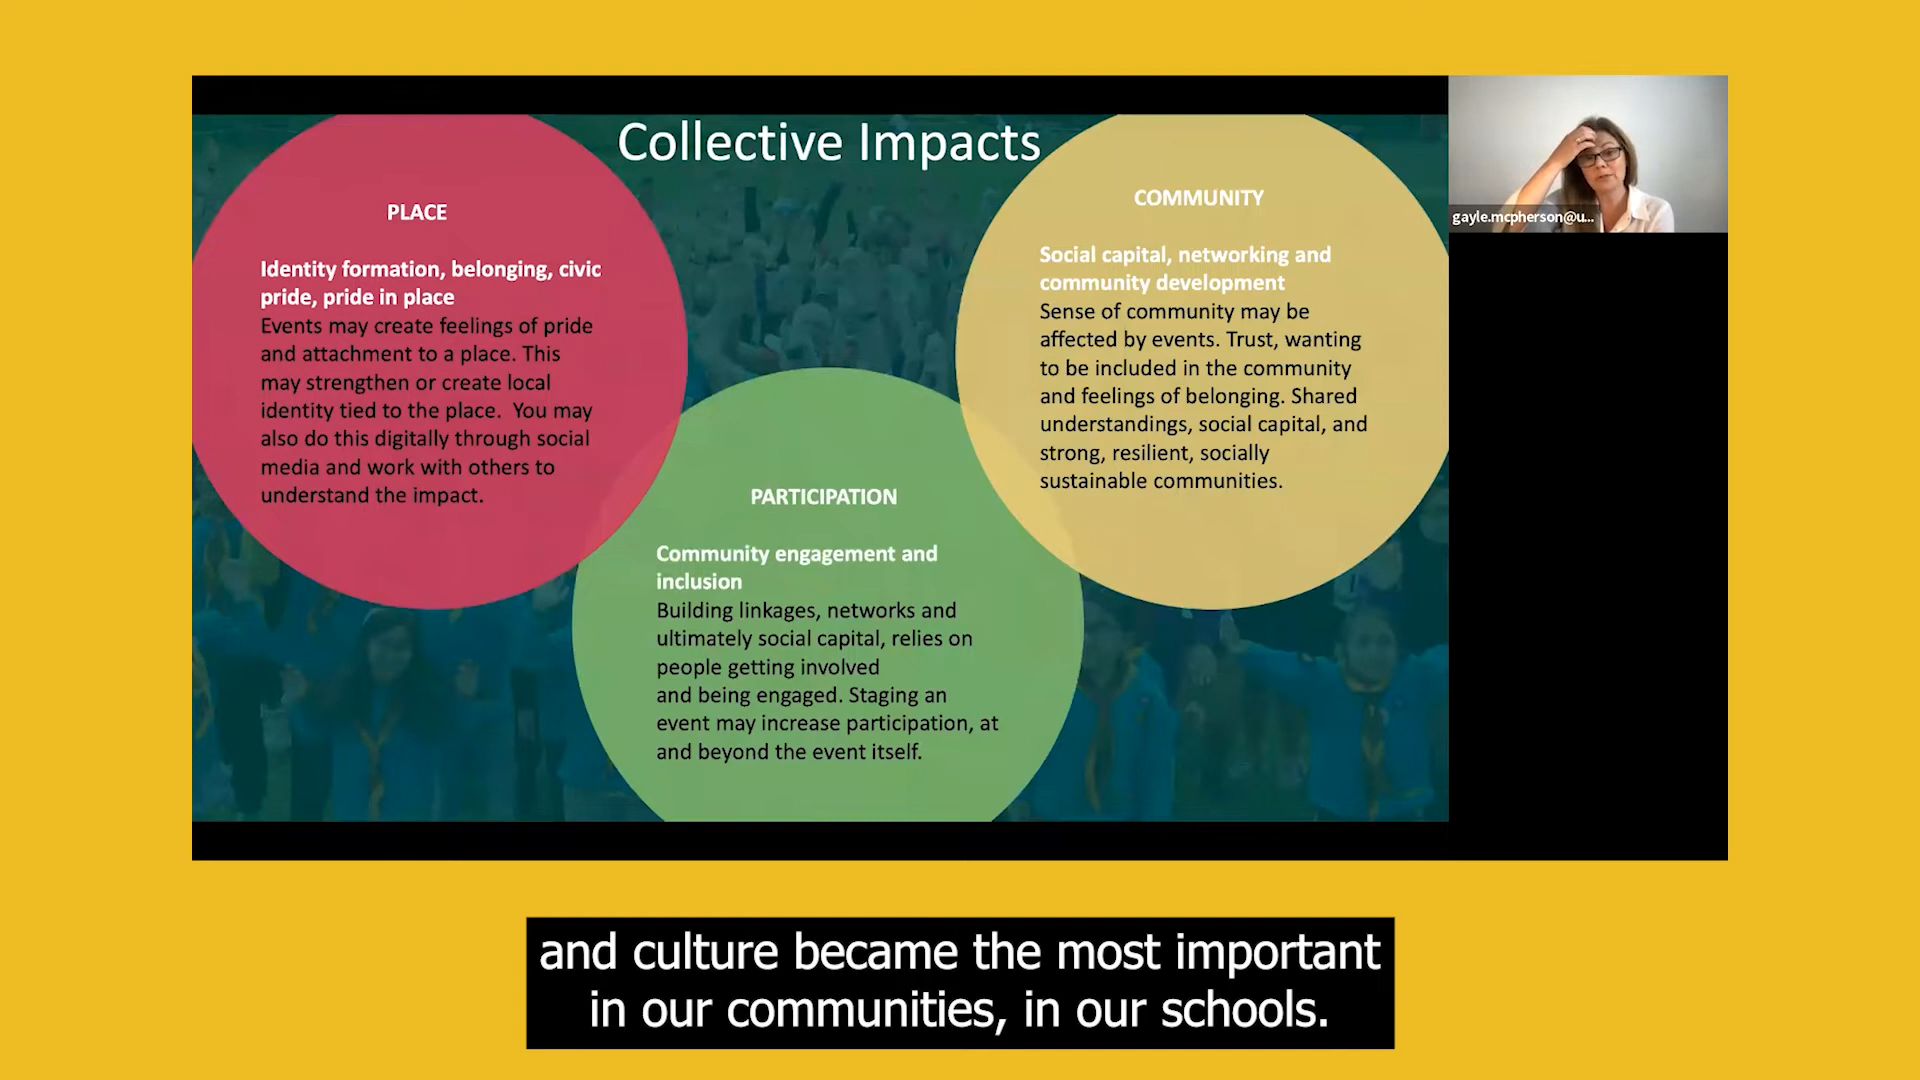 Collective Impacts
PLACE
Identity formation, belonging, civic
pride, pride in place
Events may create feelings of pride
and attachment to a place. This
may strengthen or create local
identity tied to the place.  You may
also do this digitally through social
media and work with others to
understand the impact.
COMMUNITY
Social capital, networking and
community development
Sense of community may be
affected by events. Trust, wanting
to be included in the community
and feelings of belonging. Shared
understandings, social capital, and
strong, resilient, socially
sustainable communities.
PARTICIPATION
Community engagement and
inclusion
Building linkages, networks and
ultimately social capital, relies on
people getting involved
and being engaged. Staging an
event may increase participation, at
and beyond the event itself.
gayle.mcpherson@u...
and culture became the most important
in our communities, in our schools.